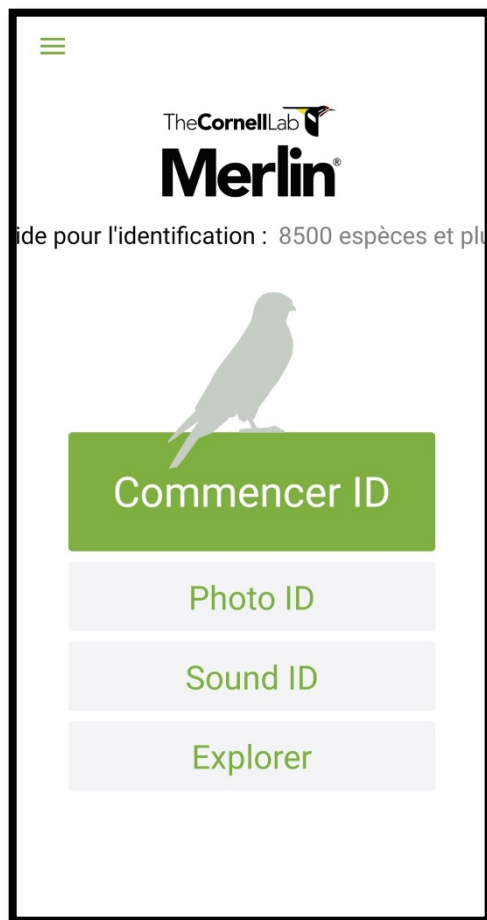 TheCornellLab
Merlin®
ide pour l'identification : 8500 espèces et plu
Commencer ID
Photo ID
Sound ID
Explorer